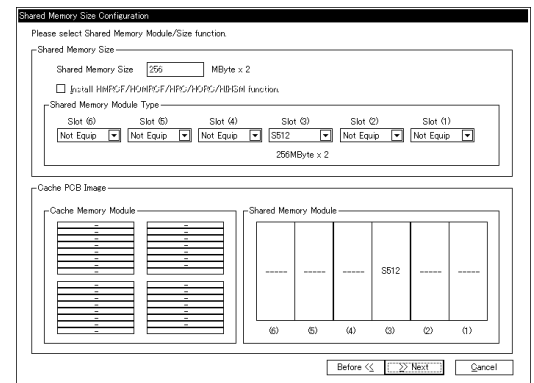 Shared Memory Size Configuration
Please select Shared Memory Module/Size function.
Shared Memory Size
Shared Memory Size 256 MByte x 2
Install HMRCF/HOMRCF/HRC/HORC/HIHSM function.
Shared Memory Module Type
Slot (6) Slot (5) Slot (4) Slot (3) Slot (2) Slot (1)
Not Equip Not Equip Not Equip S512 Not Equip Not Equip
256MByte x 2
Cache PCB Image
Cache Memory Module Shared Memory Module
----- ----- ----- S512 ----- -----
(6) (5) (4) (3) (2) (1)
Before << >> Next Cancel